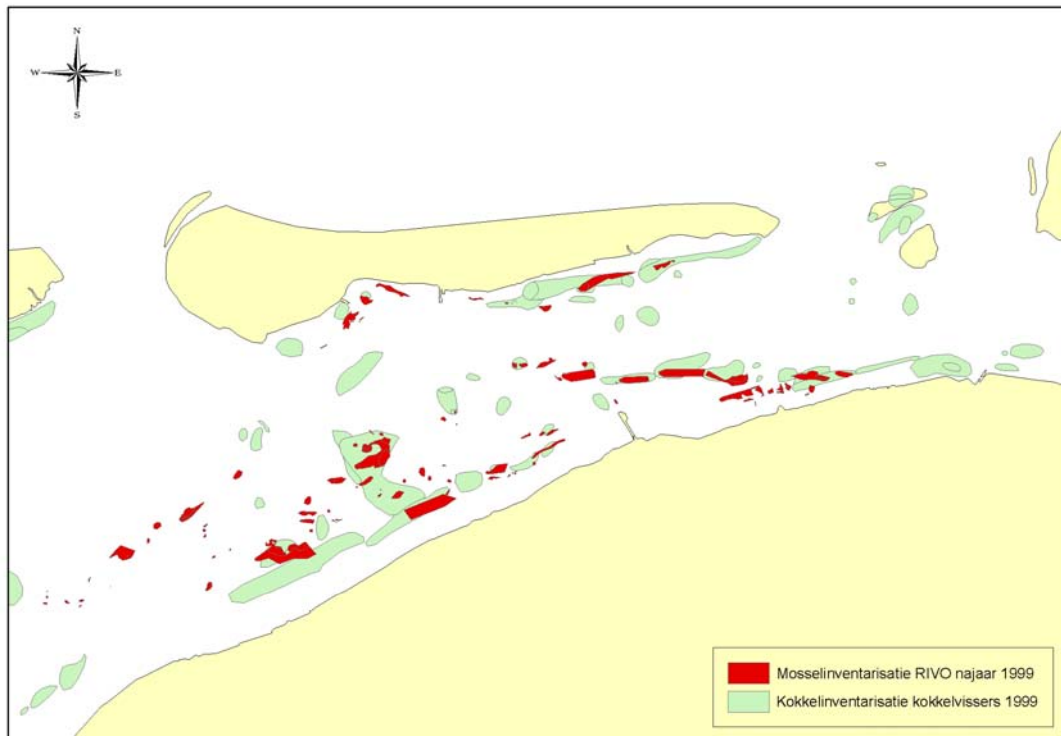 N
W E
S
Mosselinventarisatie RIVO najaar 1999
Kokkelinventarisatie kokkelvissers 1999